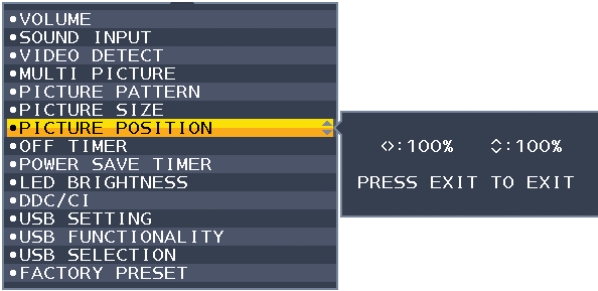 •VOLUME
•SOUND INPUT
•VIDEO DETECT
•MULTI PICTURE
•PICTURE PATTERN
•PICTURE SIZE
•PICTURE POSITION
•OFF TIMER
•POWER SAVE TIMER
•LED BRIGHTNESS
•DDC/CI
•USB SETTING
•USB FUNCTIONALITY
•USB SELECTION
•FACTORY PRESET
:100% :100%
PRESS EXIT TO EXIT